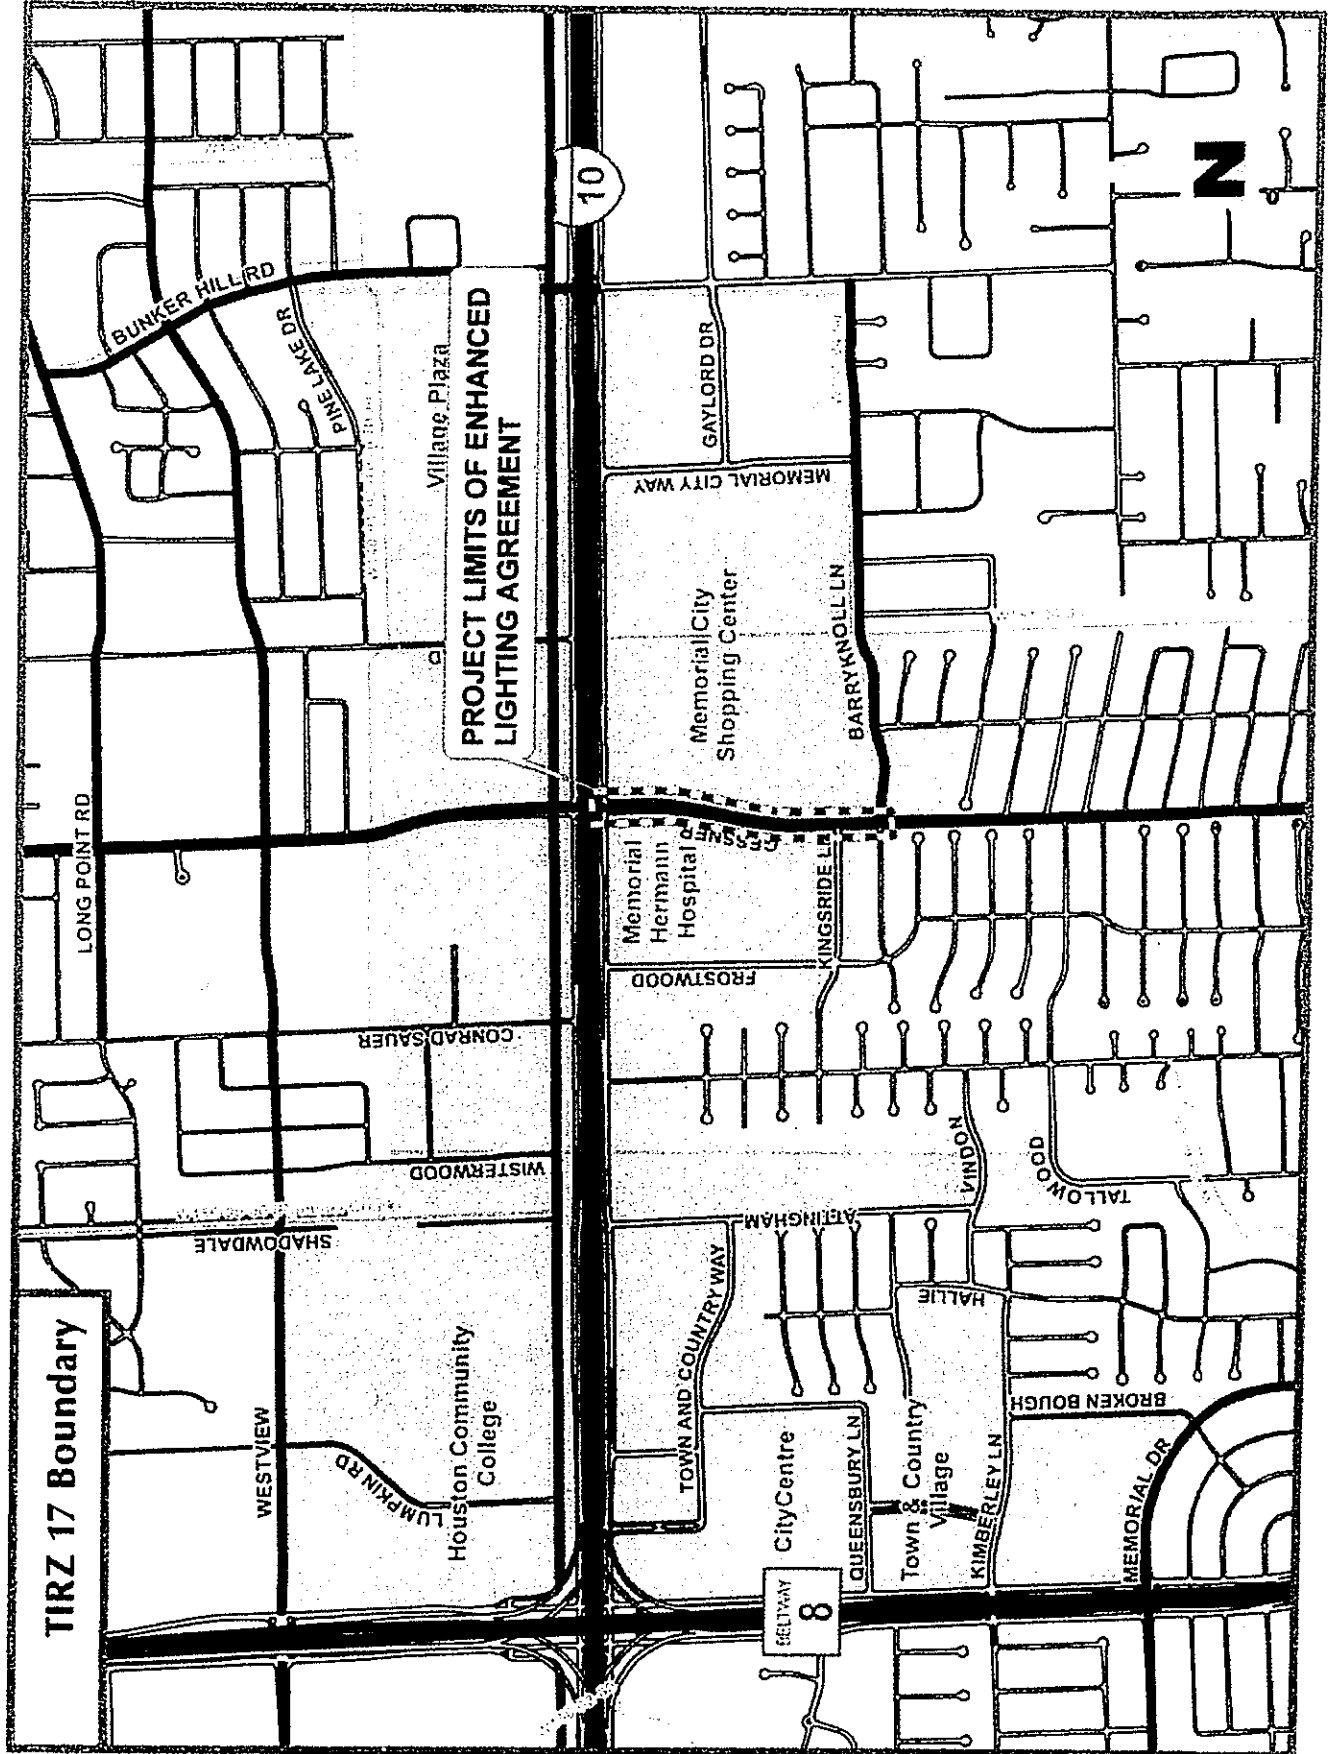 TIRZ 17 Boundary
LONG POINT RD
BUNKER HILL RD
PINE LAKE DR
WESTVIEW
SHADOWDALE
LUMPKIN RD
WISTERWOOD
CONRAD SAUER
Village Plaza
Houston Community
College
PROJECT LIMITS OF ENHANCED
LIGHTING AGREEMENT
10
Memorial
Hermann
Hospital
GESSNER
FROSTWOOD
KINGSRIDE LN
Memorial City
Shopping Center
MEMORIAL CITY WAY
GAYLORD DR
BARRYKNOLL LN
TOWN AND COUNTRY WAY
ATTINGHAM
CityCentre
QUEENSBURY LN
Town & Country
Village
KIMBERLEY LN
HALLIE
VINDON
TALLOWOOD
BROKEN BOUGH
MEMORIAL DR
BELTWAY
8
N